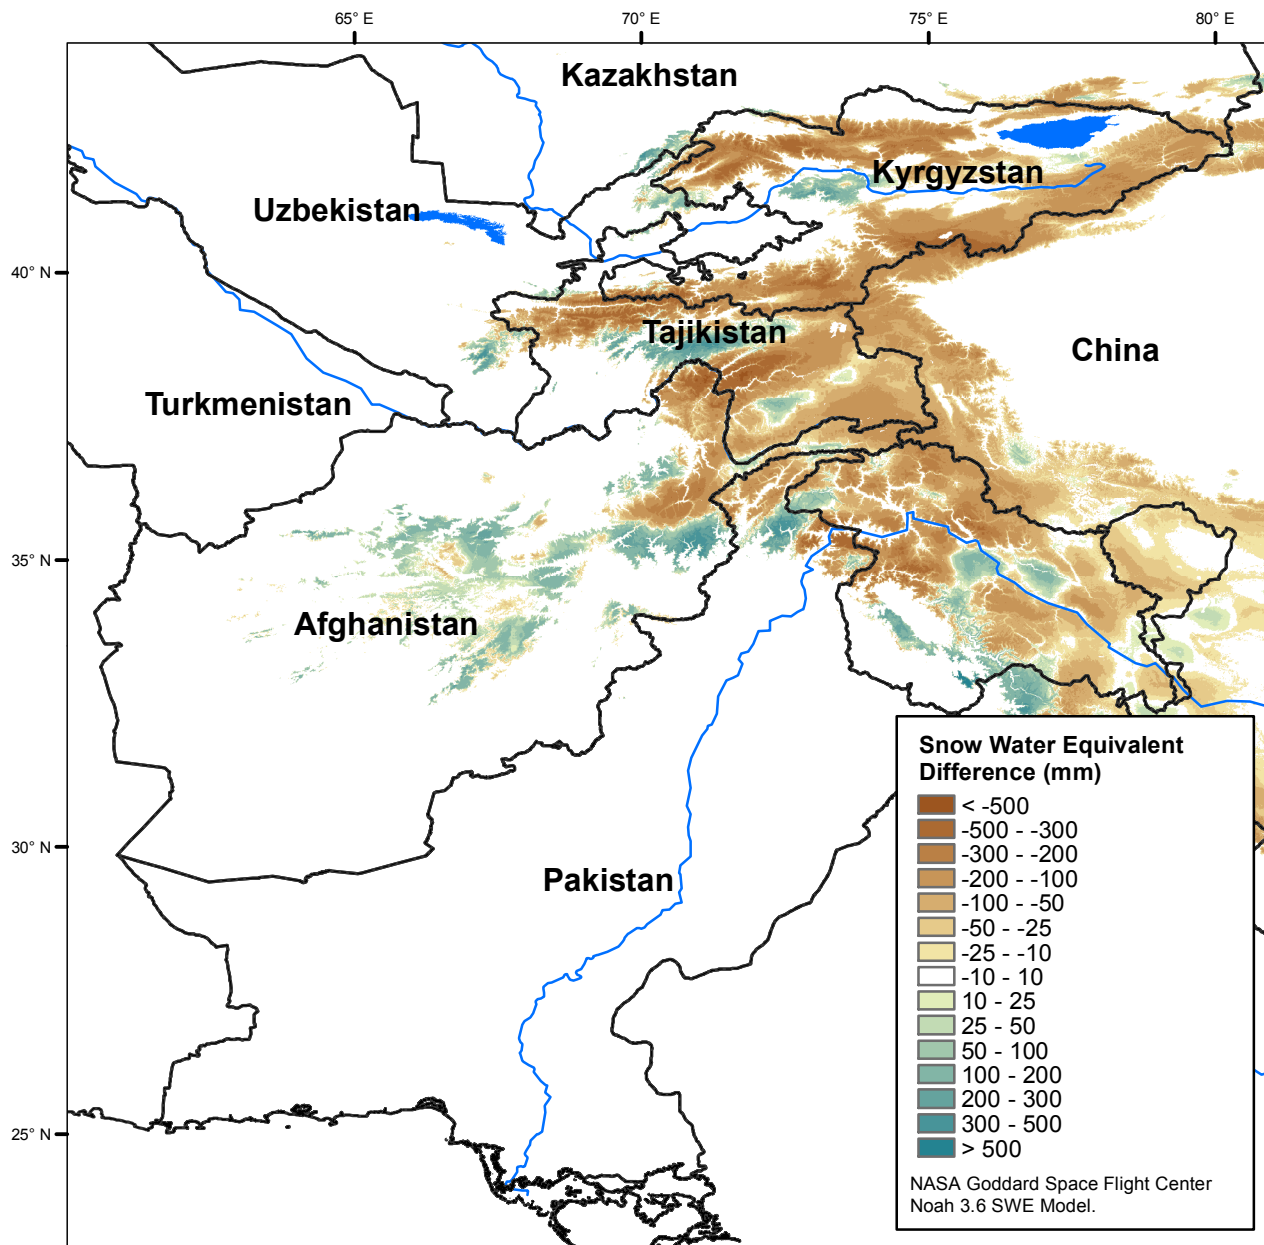 65° E
70° E
75° E
80° E
Kazakhstan
Kyrgyzstan
Uzbekistan
40° N
Tajikistan
China
Turkmenistan
35° N
Afghanistan
Snow Water Equivalent
Difference (mm)
< -500
-500 - -300
-300 - -200
-200 - -100
-100 - -50
-50 - -25
-25 - -10
-10 - 10
10 - 25
25 - 50
50 - 100
100 - 200
200 - 300
300 - 500
> 500
30° N
Pakistan
25° N
NASA Goddard Space Flight Center
Noah 3.6 SWE Model.